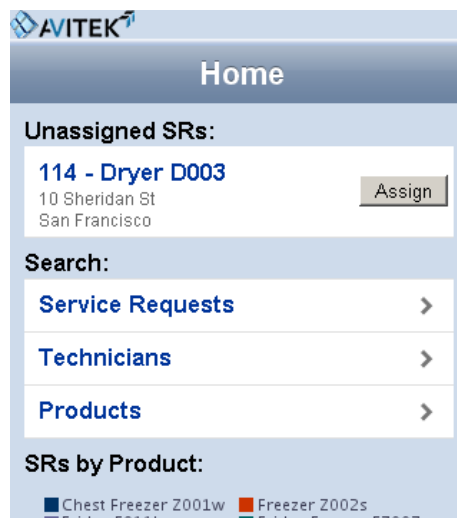 AVITEK
Home
Unassigned SRs:
114 - Dryer D003
10 Sheridan St
San Francisco
Assign
Search:
Service Requests
Technicians
Products
SRs by Product:
Chest Freezer Z001w Freezer Z002s